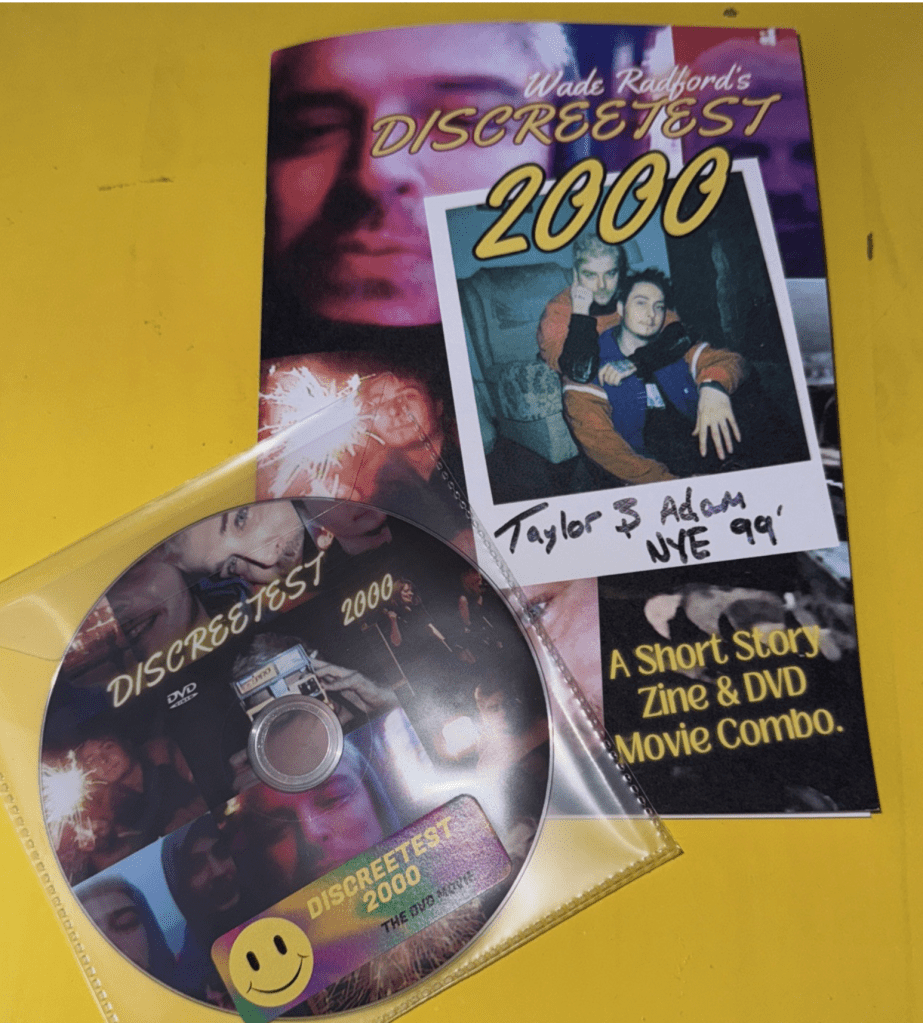 Wade Radford's
DISCREETEST
2000
Taylor & Adam
NYE 99'
A Short Story
Zine & DVD
Movie Combo.
DISCREETEST
2000
DVD
DISCREETEST
2000
THE DVD MOVIE